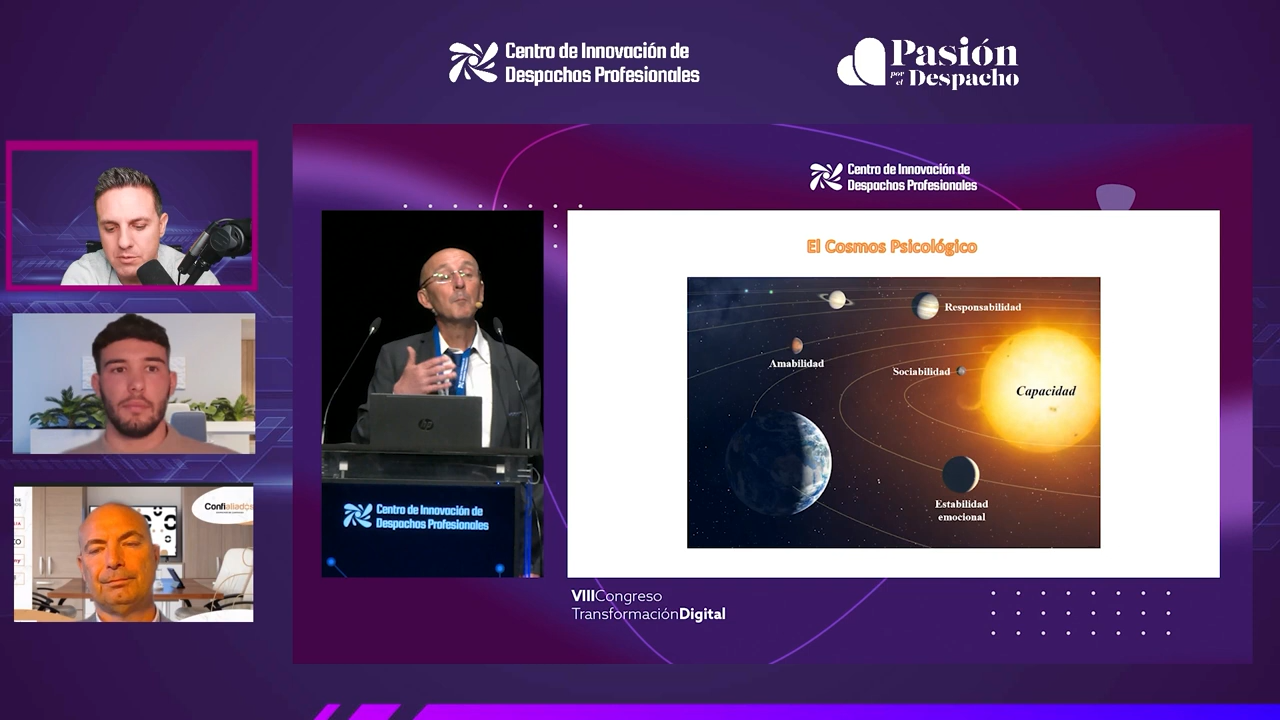 Centro de Innovación de
Despachos Profesionales
Pasión
por
el
Despacho
Centro de Innovación de
Despachos Profesionales
El Cosmos Psicológico
Responsabilidad
Amabilidad
Sociabilidad
Capacidad
Estabilidad
emocional
Centro de Innovación de
Despachos Profesionales
VIIICongreso
TransformaciónDigital
Confialiados
hp